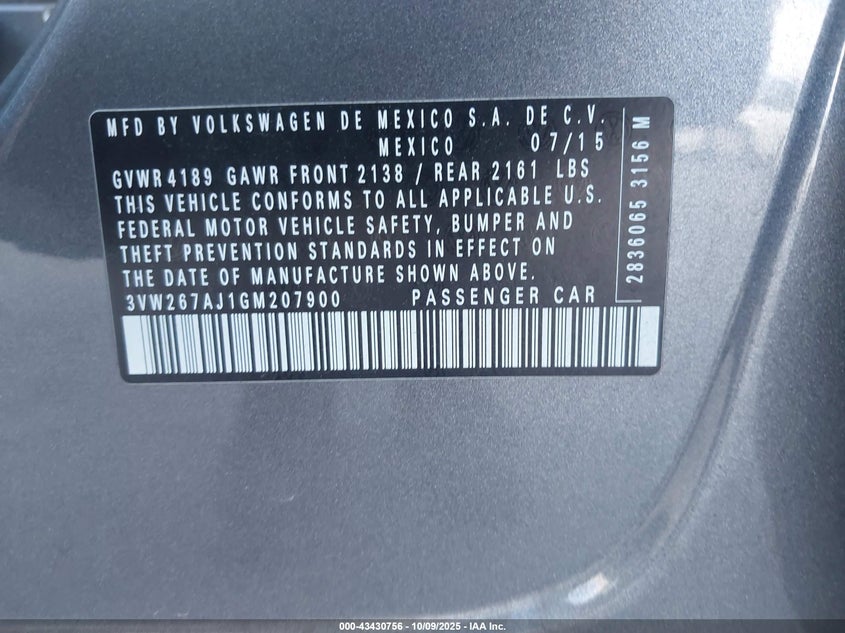 MFD BY VOLKSWAGEN DE MEXICO S.A. DE C.V.
MEXICO 07/15
GVWR 4189 GAWR FRONT 2138 / REAR 2161 LBS
THIS VEHICLE CONFORMS TO ALL APPLICABLE U.S.
FEDERAL MOTOR VEHICLE SAFETY, BUMPER AND
THEFT PREVENTION STANDARDS IN EFFECT ON
THE DATE OF MANUFACTURE SHOWN ABOVE.
3VW267AJ1GM207900 PASSENGER CAR
2836065 3156 M
000-43430756 - 10/09/2025 - IAA Inc.